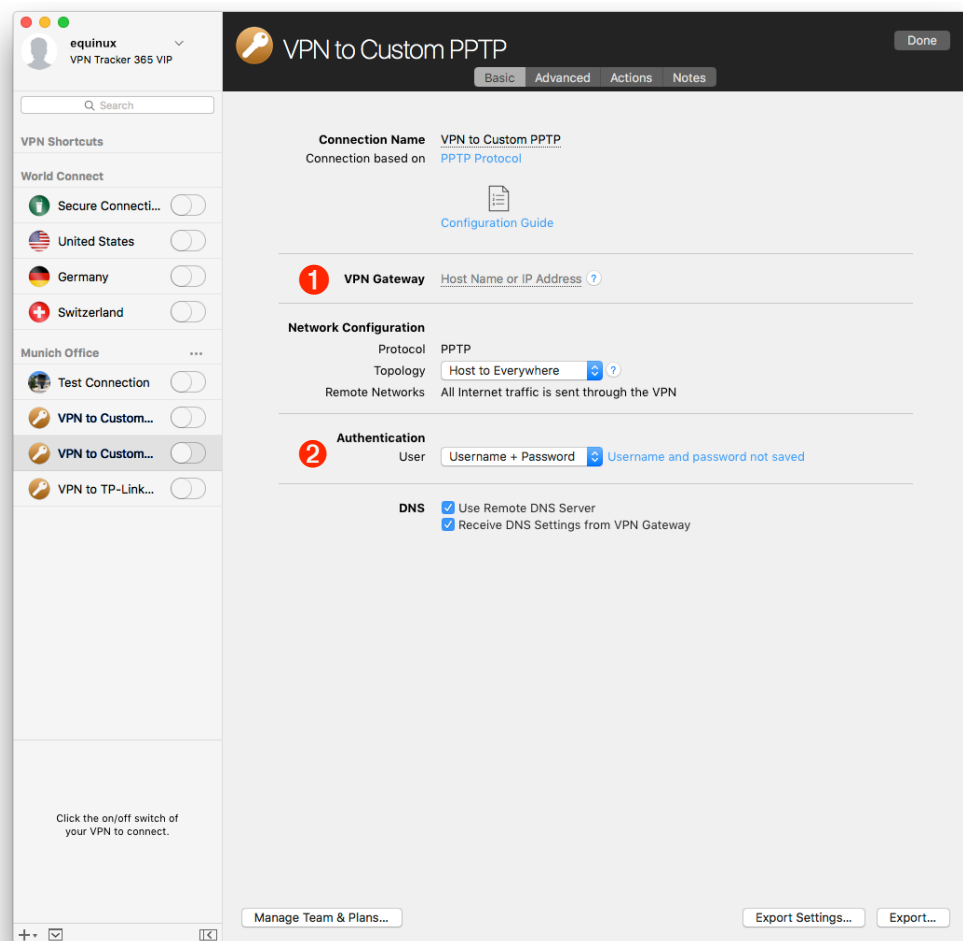 equinux
VPN Tracker 365 VIP
Search
VPN Shortcuts
World Connect
Secure Connecti...
United States
Germany
Switzerland
Munich Office
Test Connection
VPN to Custom...
VPN to Custom...
VPN to TP-Link...
Click the on/off switch of
your VPN to connect.
VPN to Custom PPTP
Done
Basic Advanced Actions Notes
Connection Name VPN to Custom PPTP
Connection based on PPTP Protocol
Configuration Guide
1 VPN Gateway Host Name or IP Address ?
Network Configuration
Protocol PPTP
Topology Host to Everywhere ?
Remote Networks All Internet traffic is sent through the VPN
2 Authentication
User Username + Password Username and password not saved
DNS Use Remote DNS Server
Receive DNS Settings from VPN Gateway
Manage Team & Plans... Export Settings... Export...